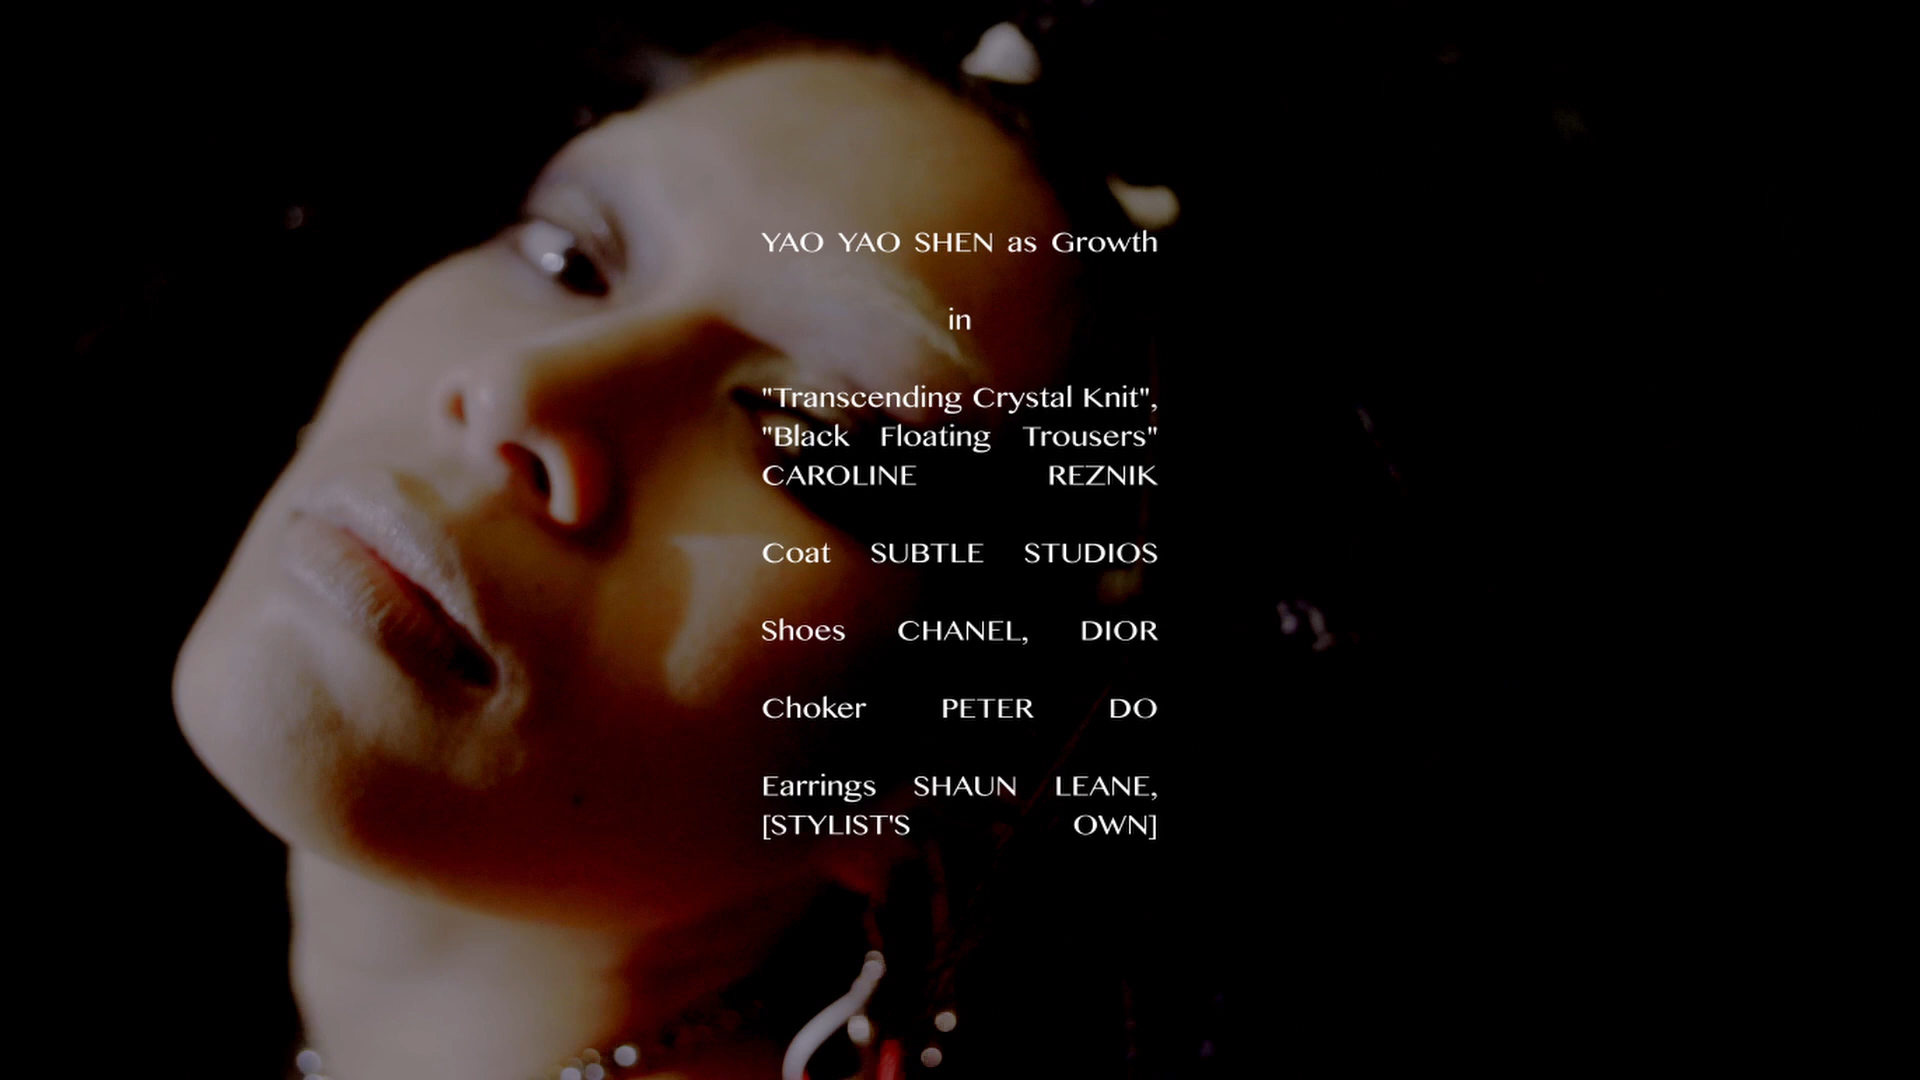 YAO YAO SHEN as Growth
in
"Transcending Crystal Knit",
"Black Floating Trousers"
CAROLINE REZNIK
Coat SUBTLE STUDIOS
Shoes CHANEL, DIOR
Choker PETER DO
Earrings SHAUN LEANE,
[STYLIST'S OWN]